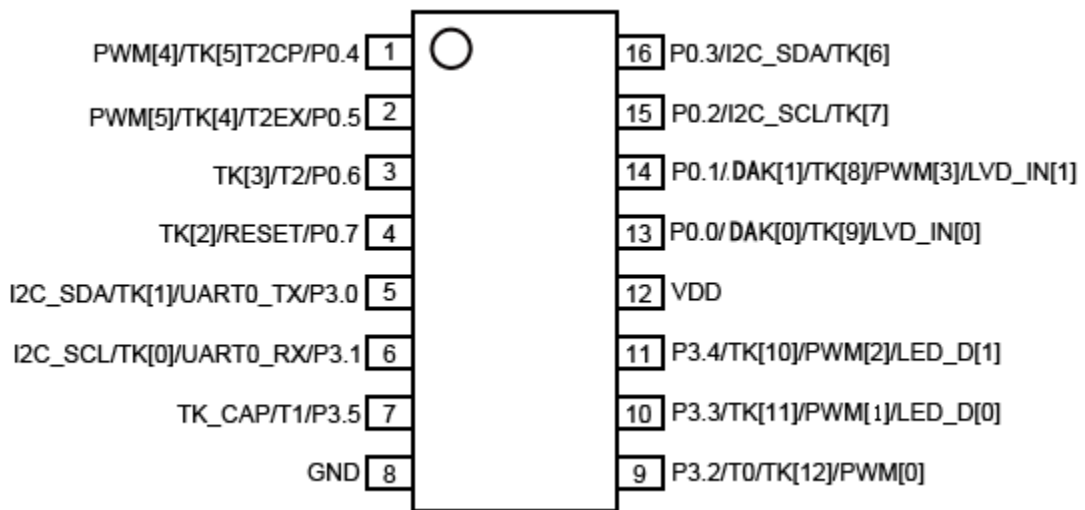 PWM[4]/TK[5]T2CP/P0.4 1
16 P0.3/I2C_SDA/TK[6]
PWM[5]/TK[4]/T2EX/P0.5 2
15 P0.2/I2C_SCL/TK[7]
TK[3]/T2/P0.6 3
14 P0.1/.DAK[1]/TK[8]/PWM[3]/LVD_IN[1]
TK[2]/RESET/P0.7 4
13 P0.0/DAK[0]/TK[9]/LVD_IN[0]
I2C_SDA/TK[1]/UART0_TX/P3.0 5
12 VDD
I2C_SCL/TK[0]/UART0_RX/P3.1 6
11 P3.4/TK[10]/PWM[2]/LED_D[1]
TK_CAP/T1/P3.5 7
10 P3.3/TK[11]/PWM[1]/LED_D[0]
GND 8
9 P3.2/T0/TK[12]/PWM[0]